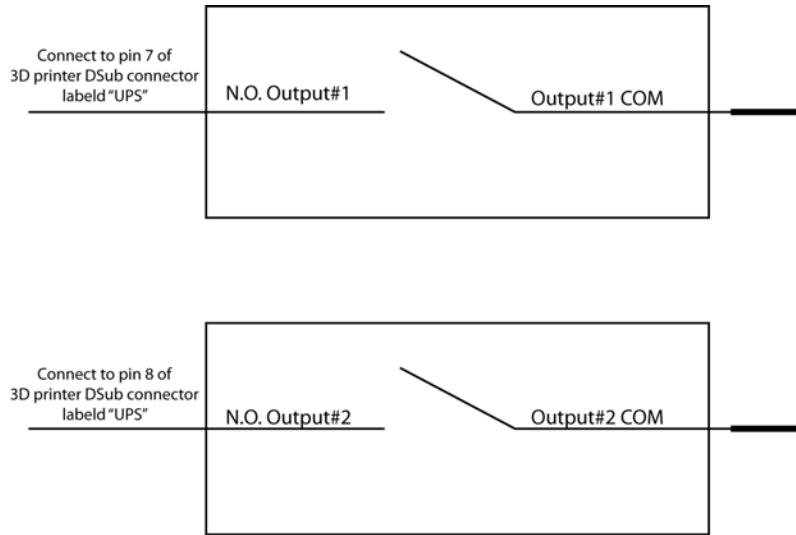 Connect to pin 7 of
3D printer DSub connector
labeld "UPS"
N.O. Output#1
Output#1 COM
Connect to pin 8 of
3D printer DSub connector
labeld "UPS"
N.O. Output#2
Output#2 COM